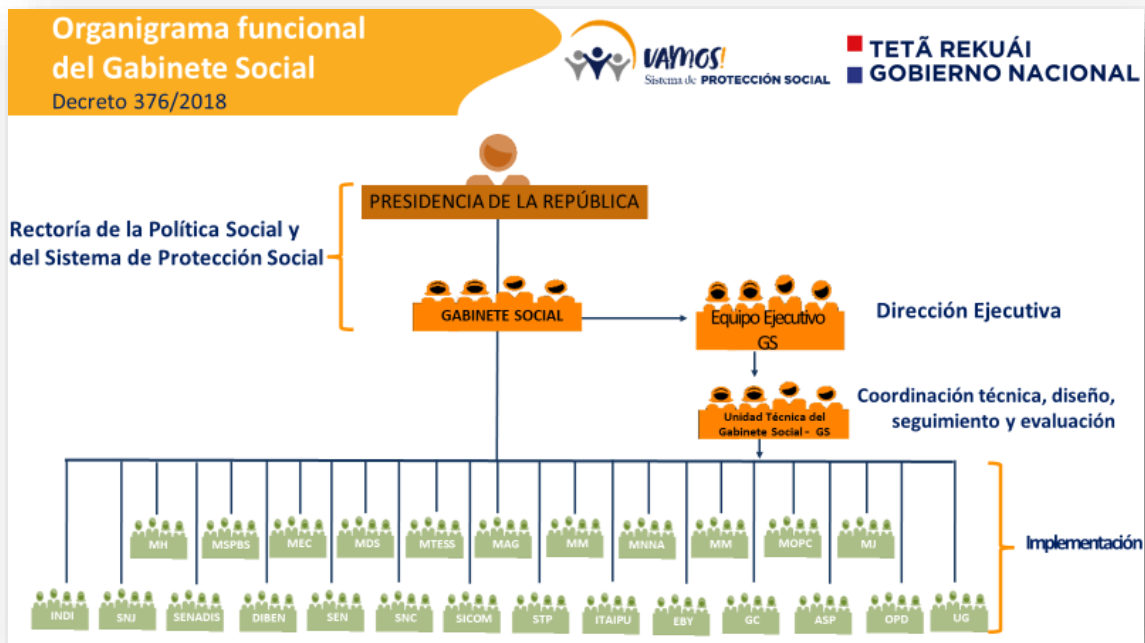 Organigrama funcional
del Gabinete Social
Decreto 376/2018
VAMOS!
Sistema de PROTECCIÓN SOCIAL
TETÃ REKUÁI
GOBIERNO NACIONAL
PRESIDENCIA DE LA REPÚBLICA
Rectoría de la Política Social y
del Sistema de Protección Social
GABINETE SOCIAL
Equipo Ejecutivo
GS
Dirección Ejecutiva
Unidad Técnica del
Gabinete Social - GS
Coordinación técnica, diseño,
seguimiento y evaluación
MH MSPBS MEC MDS MTESS MAG MM MNNA MM MOPC MJ
Implementación
INDI SNJ SENADIS DIBEN SEN SNC SICOM STP ITAIPU EBY GC ASP OPD UG